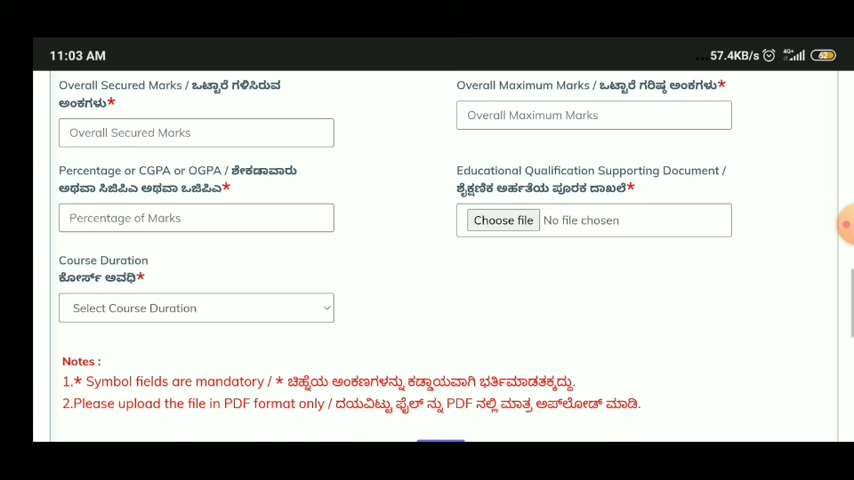 11:03 AM
57.4KB/s 4G+ 62
Overall Secured Marks / ಒಟ್ಟಾರೆ ಗಳಿಸಿರುವ
ಅಂಕಗಳು*
Overall Maximum Marks / ಒಟ್ಟಾರೆ ಗರಿಷ್ಠ ಅಂಕಗಳು*
Overall Secured Marks
Overall Maximum Marks
Percentage or CGPA or OGPA / ಶೇಕಡಾವಾರು
ಅಥವಾ ಸಿಜಿಪಿಎ ಅಥವಾ ಒಜಿಪಿಎ*
Educational Qualification Supporting Document /
ಶೈಕ್ಷಣಿಕ ಅರ್ಹತೆಯ ಪೂರಕ ದಾಖಲೆ*
Percentage of Marks
Choose file No file chosen
Course Duration
ಕೋರ್ಸ್ ಅವಧಿ*
Select Course Duration
Notes :
1.* Symbol fields are mandatory / * ಚಿಹ್ನೆಯ ಅಂಕಣಗಳನ್ನು ಕಡ್ಡಾಯವಾಗಿ ಭರ್ತಿಮಾಡತಕ್ಕದ್ದು.
2.Please upload the file in PDF format only / ದಯವಿಟ್ಟು ಫೈಲ್ ನ್ನು PDF ನಲ್ಲಿ ಮಾತ್ರ ಅಪ್‌ಲೋಡ್ ಮಾಡಿ.